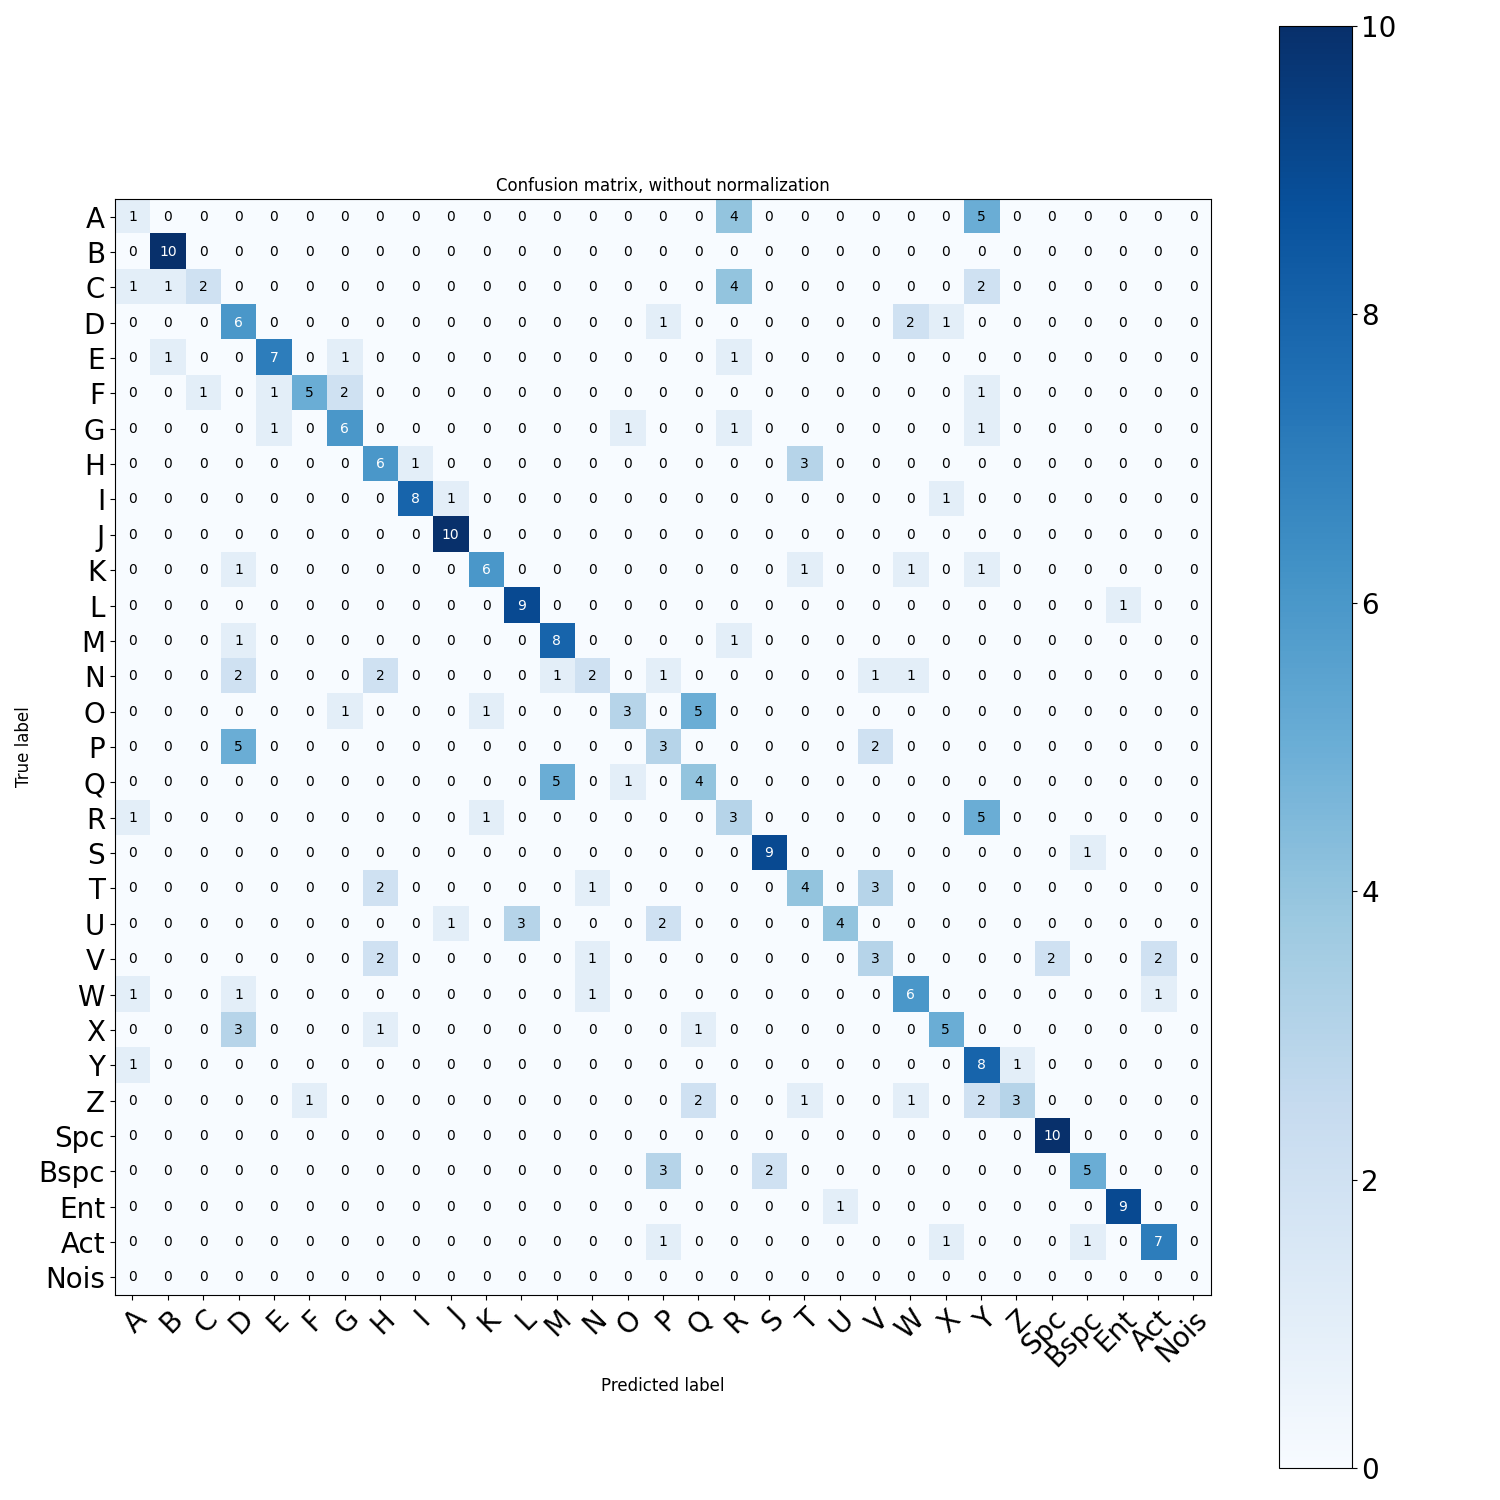 Confusion matrix, without normalization
A 1 0 0 0 0 0 0 0 0 0 0 0 0 0 0 0 0 4 0 0 0 0 0 0 5 0 0 0 0 0 0
B 0 10 0 0 0 0 0 0 0 0 0 0 0 0 0 0 0 0 0 0 0 0 0 0 0 0 0 0 0 0 0
C 1 1 2 0 0 0 0 0 0 0 0 0 0 0 0 0 0 4 0 0 0 0 0 0 2 0 0 0 0 0 0
D 0 0 0 6 0 0 0 0 0 0 0 0 0 0 0 1 0 0 0 0 0 0 2 1 0 0 0 0 0 0 0
E 0 1 0 0 7 0 1 0 0 0 0 0 0 0 0 0 0 1 0 0 0 0 0 0 0 0 0 0 0 0 0
F 0 0 1 0 1 5 2 0 0 0 0 0 0 0 0 0 0 0 0 0 0 0 0 0 1 0 0 0 0 0 0
G 0 0 0 0 1 0 6 0 0 0 0 0 0 0 1 0 0 1 0 0 0 0 0 0 1 0 0 0 0 0 0
H 0 0 0 0 0 0 0 6 1 0 0 0 0 0 0 0 0 0 0 3 0 0 0 0 0 0 0 0 0 0 0
I 0 0 0 0 0 0 0 0 8 1 0 0 0 0 0 0 0 0 0 0 0 0 0 1 0 0 0 0 0 0 0
J 0 0 0 0 0 0 0 0 0 10 0 0 0 0 0 0 0 0 0 0 0 0 0 0 0 0 0 0 0 0 0
K 0 0 0 1 0 0 0 0 0 0 6 0 0 0 0 0 0 0 0 1 0 0 1 0 1 0 0 0 0 0 0
L 0 0 0 0 0 0 0 0 0 0 0 9 0 0 0 0 0 0 0 0 0 0 0 0 0 0 0 0 1 0 0
M 0 0 0 1 0 0 0 0 0 0 0 0 8 0 0 0 0 1 0 0 0 0 0 0 0 0 0 0 0 0 0
N 0 0 0 2 0 0 0 2 0 0 0 0 1 2 0 1 0 0 0 0 0 1 1 0 0 0 0 0 0 0 0
O 0 0 0 0 0 0 1 0 0 0 1 0 0 0 3 0 5 0 0 0 0 0 0 0 0 0 0 0 0 0 0
P 0 0 0 5 0 0 0 0 0 0 0 0 0 0 0 3 0 0 0 0 0 2 0 0 0 0 0 0 0 0 0
Q 0 0 0 0 0 0 0 0 0 0 0 0 5 0 1 0 4 0 0 0 0 0 0 0 0 0 0 0 0 0 0
R 1 0 0 0 0 0 0 0 0 0 1 0 0 0 0 0 0 3 0 0 0 0 0 0 5 0 0 0 0 0 0
S 0 0 0 0 0 0 0 0 0 0 0 0 0 0 0 0 0 0 9 0 0 0 0 0 0 0 0 1 0 0 0
T 0 0 0 0 0 0 0 2 0 0 0 0 0 1 0 0 0 0 0 4 0 3 0 0 0 0 0 0 0 0 0
U 0 0 0 0 0 0 0 0 0 1 0 3 0 0 0 2 0 0 0 0 4 0 0 0 0 0 0 0 0 0 0
V 0 0 0 0 0 0 0 2 0 0 0 0 0 1 0 0 0 0 0 0 0 3 0 0 0 0 2 0 0 2 0
W 1 0 0 1 0 0 0 0 0 0 0 0 0 1 0 0 0 0 0 0 0 0 6 0 0 0 0 0 0 1 0
X 0 0 0 3 0 0 0 1 0 0 0 0 0 0 0 0 1 0 0 0 0 0 0 5 0 0 0 0 0 0 0
Y 1 0 0 0 0 0 0 0 0 0 0 0 0 0 0 0 0 0 0 0 0 0 0 0 8 1 0 0 0 0 0
Z 0 0 0 0 0 1 0 0 0 0 0 0 0 0 0 0 2 0 0 1 0 0 1 0 2 3 0 0 0 0 0
Spc 0 0 0 0 0 0 0 0 0 0 0 0 0 0 0 0 0 0 0 0 0 0 0 0 0 0 10 0 0 0 0
Bspc 0 0 0 0 0 0 0 0 0 0 0 0 0 0 0 3 0 0 2 0 0 0 0 0 0 0 0 5 0 0 0
Ent 0 0 0 0 0 0 0 0 0 0 0 0 0 0 0 0 0 0 0 0 1 0 0 0 0 0 0 0 9 0 0
Act 0 0 0 0 0 0 0 0 0 0 0 0 0 0 0 1 0 0 0 0 0 0 0 1 0 0 0 1 0 7 0
Nois 0 0 0 0 0 0 0 0 0 0 0 0 0 0 0 0 0 0 0 0 0 0 0 0 0 0 0 0 0 0 0
A B C D E F G H I J K L M N O P Q R S T U V W X Y Z Spc Bspc Ent Act Nois
Predicted label
True label
10
8
6
4
2
0